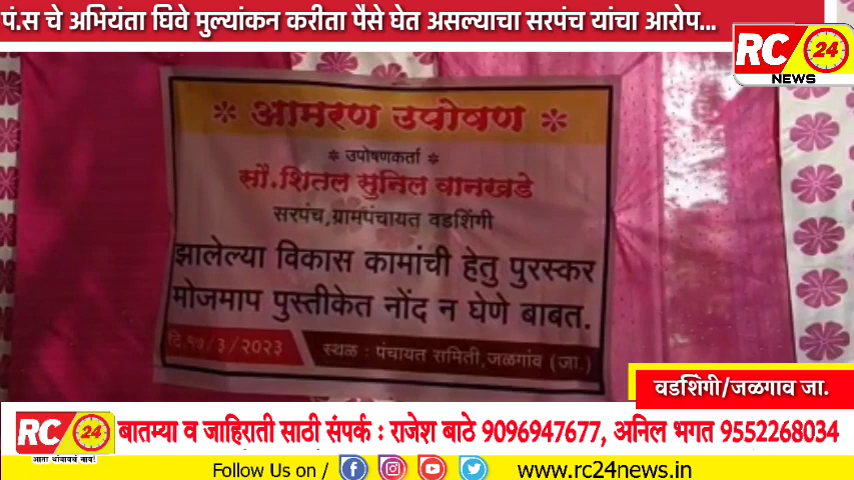 पं.स चे अभियंता घिवे मुल्यांकन करीता पैसे घेत असल्याचा सरपंच यांचा आरोप...
RC 24
NEWS
* आमरण उपोषण *
* उपोषणकर्ता *
सौ.शितल सुनिल वानखडे
सरपंच,ग्रामपंचायत वडशिंगी
झालेल्या विकास कामांची हेतु पुरस्कर
मोजमाप पुस्तीकेत नोंद न घेणे बाबत.
दि.१७/३/२०२३
स्थळ : पंचायत समिती,जळगांव (जा.)
वडशिंगी/जळगाव जा.
RC 24
आता थांबायचं नाय!
बातम्या व जाहिराती साठी संपर्क : राजेश बाठे 9096947677, अनिल भगत 9552268034
Follow Us on /
www.rc24news.in